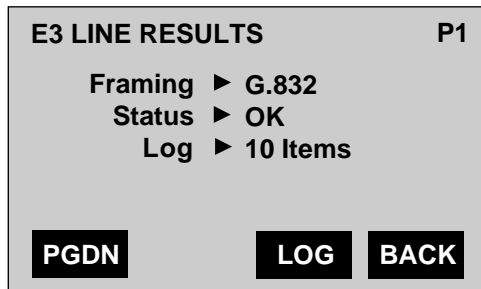 E3 LINE RESULTS P1
Framing ► G.832
Status ► OK
Log ► 10 Items
PGDN LOG BACK